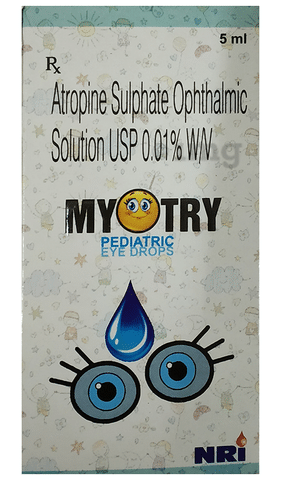 5 ml
Rx
Atropine Sulphate Ophthalmic
Solution USP 0.01% W/V
MYOTRY
PEDIATRIC
EYE DROPS
NRI